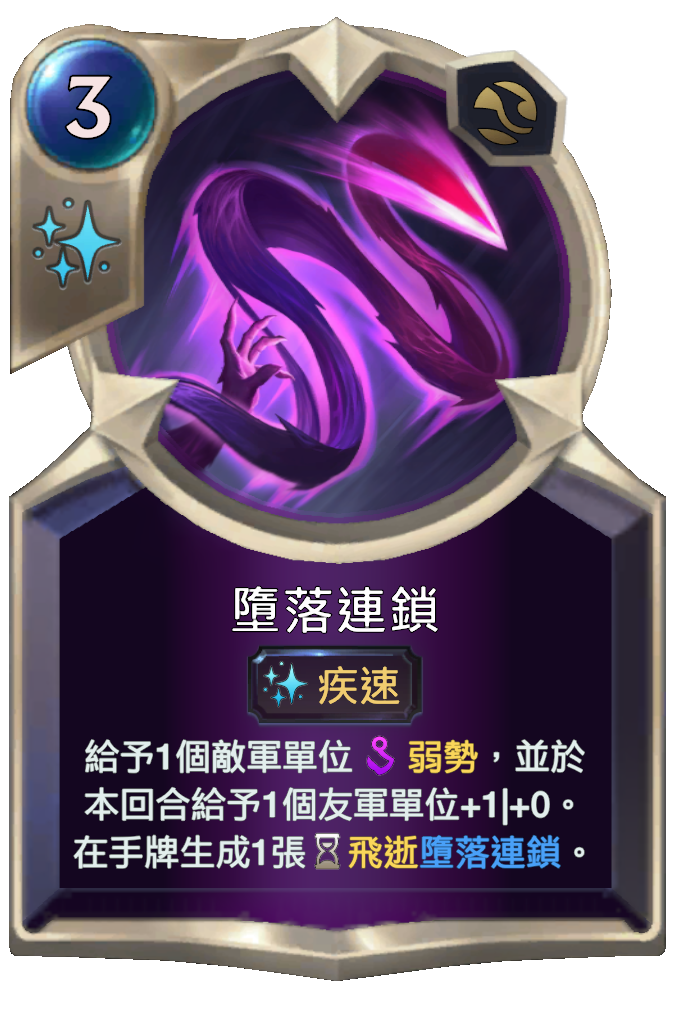 3
墮落連鎖
疾速
給予1個敵軍單位 弱勢，並於
本回合給予1個友軍單位+1|+0。
在手牌生成1張 飛逝墮落連鎖。